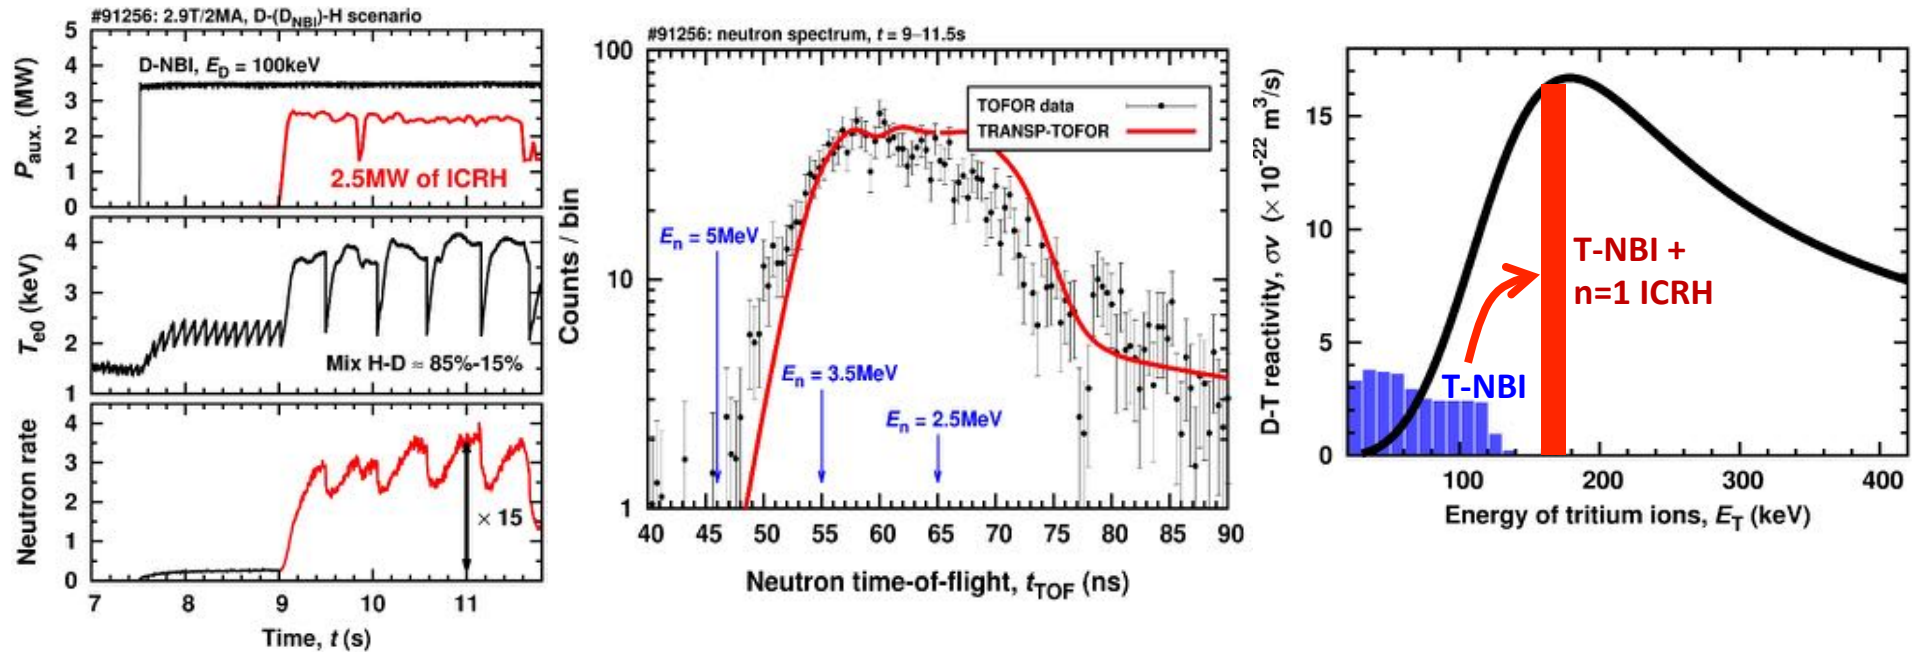 #91256: 2.9T/2MA, D-(D_NBI)-H scenario
5
4
3
2
1
0
P_aux. (MW)
D-NBI, E_D = 100keV
2.5MW of ICRH
4
3
2
1
T_e0 (keV)
Mix H-D ≈ 85%-15%
4
3
2
1
0
Neutron rate
× 15
7 8 9 10 11
Time, t (s)
#91256: neutron spectrum, t = 9–11.5s
100
10
1
Counts / bin
TOFOR data
TRANSP-TOFOR
E_n = 5MeV
E_n = 3.5MeV
E_n = 2.5MeV
40 45 50 55 60 65 70 75 80 85 90
Neutron time-of-flight, t_TOF (ns)
D-T reactivity, σv (× 10^-22 m^3/s)
15
10
5
0
T-NBI +
n=1 ICRH
T-NBI
100 200 300 400
Energy of tritium ions, E_T (keV)